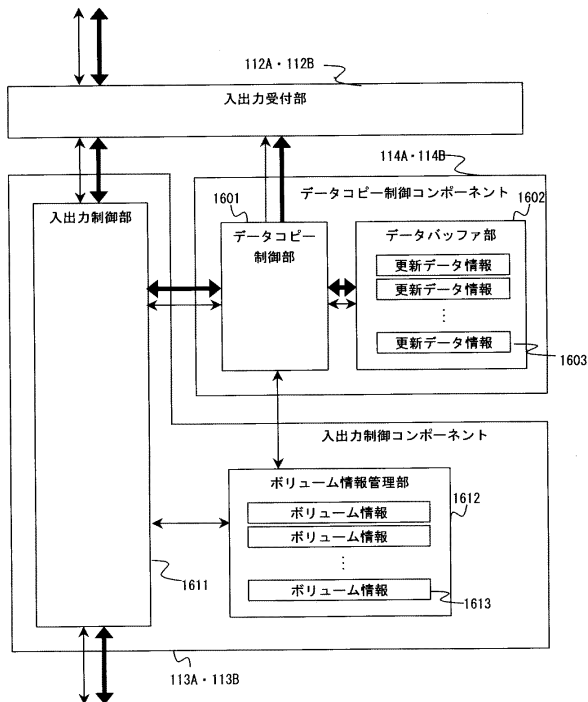 112A・112B
入出力受付部
114A・114B
データコピー制御コンポーネント
1601
1602
入出力制御部
データコピー
制御部
データバッファ部
更新データ情報
更新データ情報
⋮
更新データ情報
1603
入出力制御コンポーネント
ボリューム情報管理部
1612
ボリューム情報
ボリューム情報
⋮
ボリューム情報
1611
1613
113A・113B